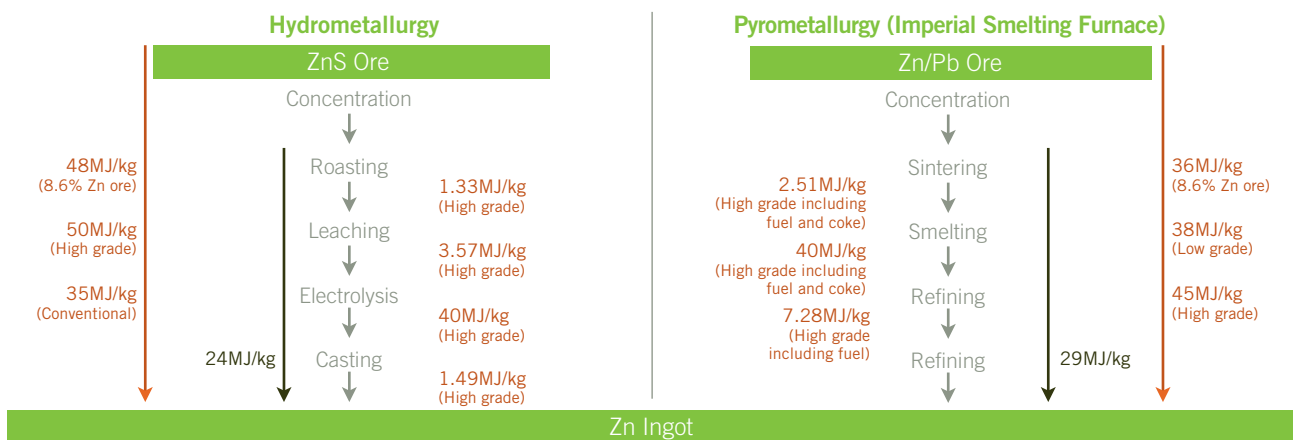 Hydrometallurgy
ZnS Ore
Concentration
Roasting
Leaching
Electrolysis
Casting
48MJ/kg
(8.6% Zn ore)
50MJ/kg
(High grade)
35MJ/kg
(Conventional)
24MJ/kg
1.33MJ/kg
(High grade)
3.57MJ/kg
(High grade)
40MJ/kg
(High grade)
1.49MJ/kg
(High grade)
Pyrometallurgy (Imperial Smelting Furnace)
Zn/Pb Ore
Concentration
Sintering
Smelting
Refining
Refining
2.51MJ/kg
(High grade including
fuel and coke)
40MJ/kg
(High grade including
fuel and coke)
7.28MJ/kg
(High grade
including fuel)
29MJ/kg
36MJ/kg
(8.6% Zn ore)
38MJ/kg
(Low grade)
45MJ/kg
(High grade)
Zn Ingot